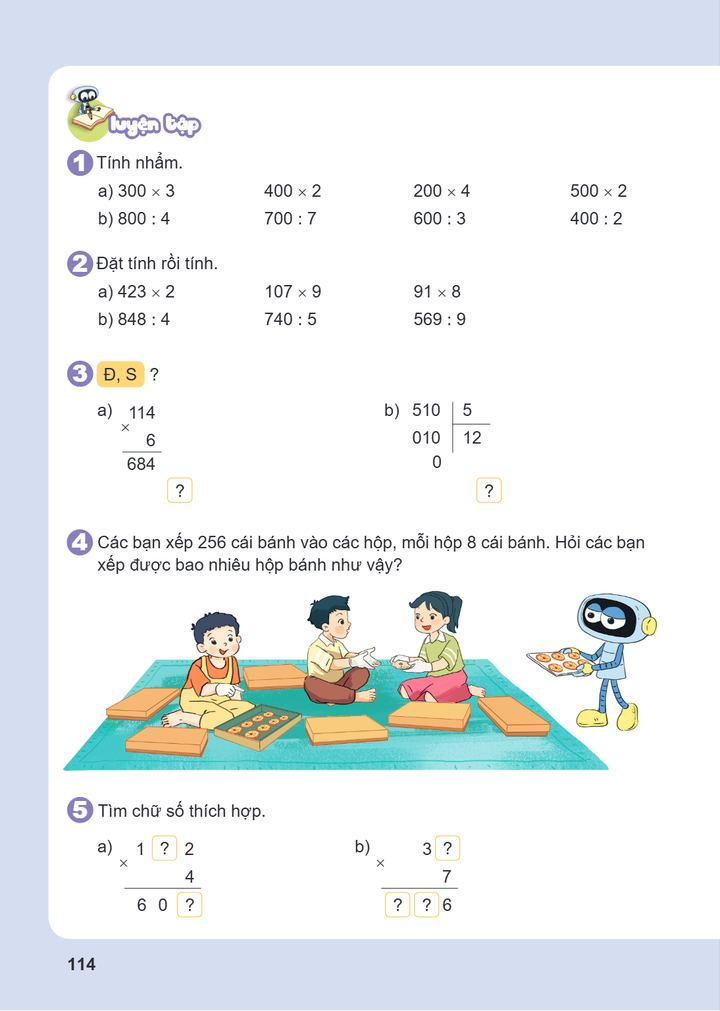 luyện tập
1 Tính nhẩm.
a) 300 × 3 400 × 2 200 × 4 500 × 2
b) 800 : 4 700 : 7 600 : 3 400 : 2
2 Đặt tính rồi tính.
a) 423 × 2 107 × 9 91 × 8
b) 848 : 4 740 : 5 569 : 9
3 Đ, S ?
a) 114
×
6
684
?
b) 510 5
010 12
0
?
4 Các bạn xếp 256 cái bánh vào các hộp, mỗi hộp 8 cái bánh. Hỏi các bạn
xếp được bao nhiêu hộp bánh như vậy?
5 Tìm chữ số thích hợp.
a) 1 ? 2
×
4
6 0 ?
b) 3 ?
×
7
? ? 6
114